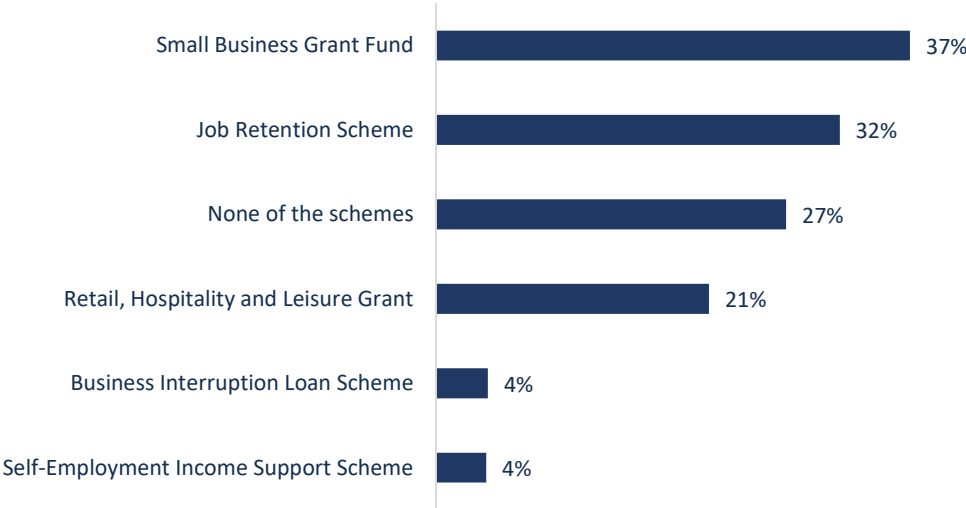 Small Business Grant Fund 37%
Job Retention Scheme 32%
None of the schemes 27%
Retail, Hospitality and Leisure Grant 21%
Business Interruption Loan Scheme 4%
Self-Employment Income Support Scheme 4%